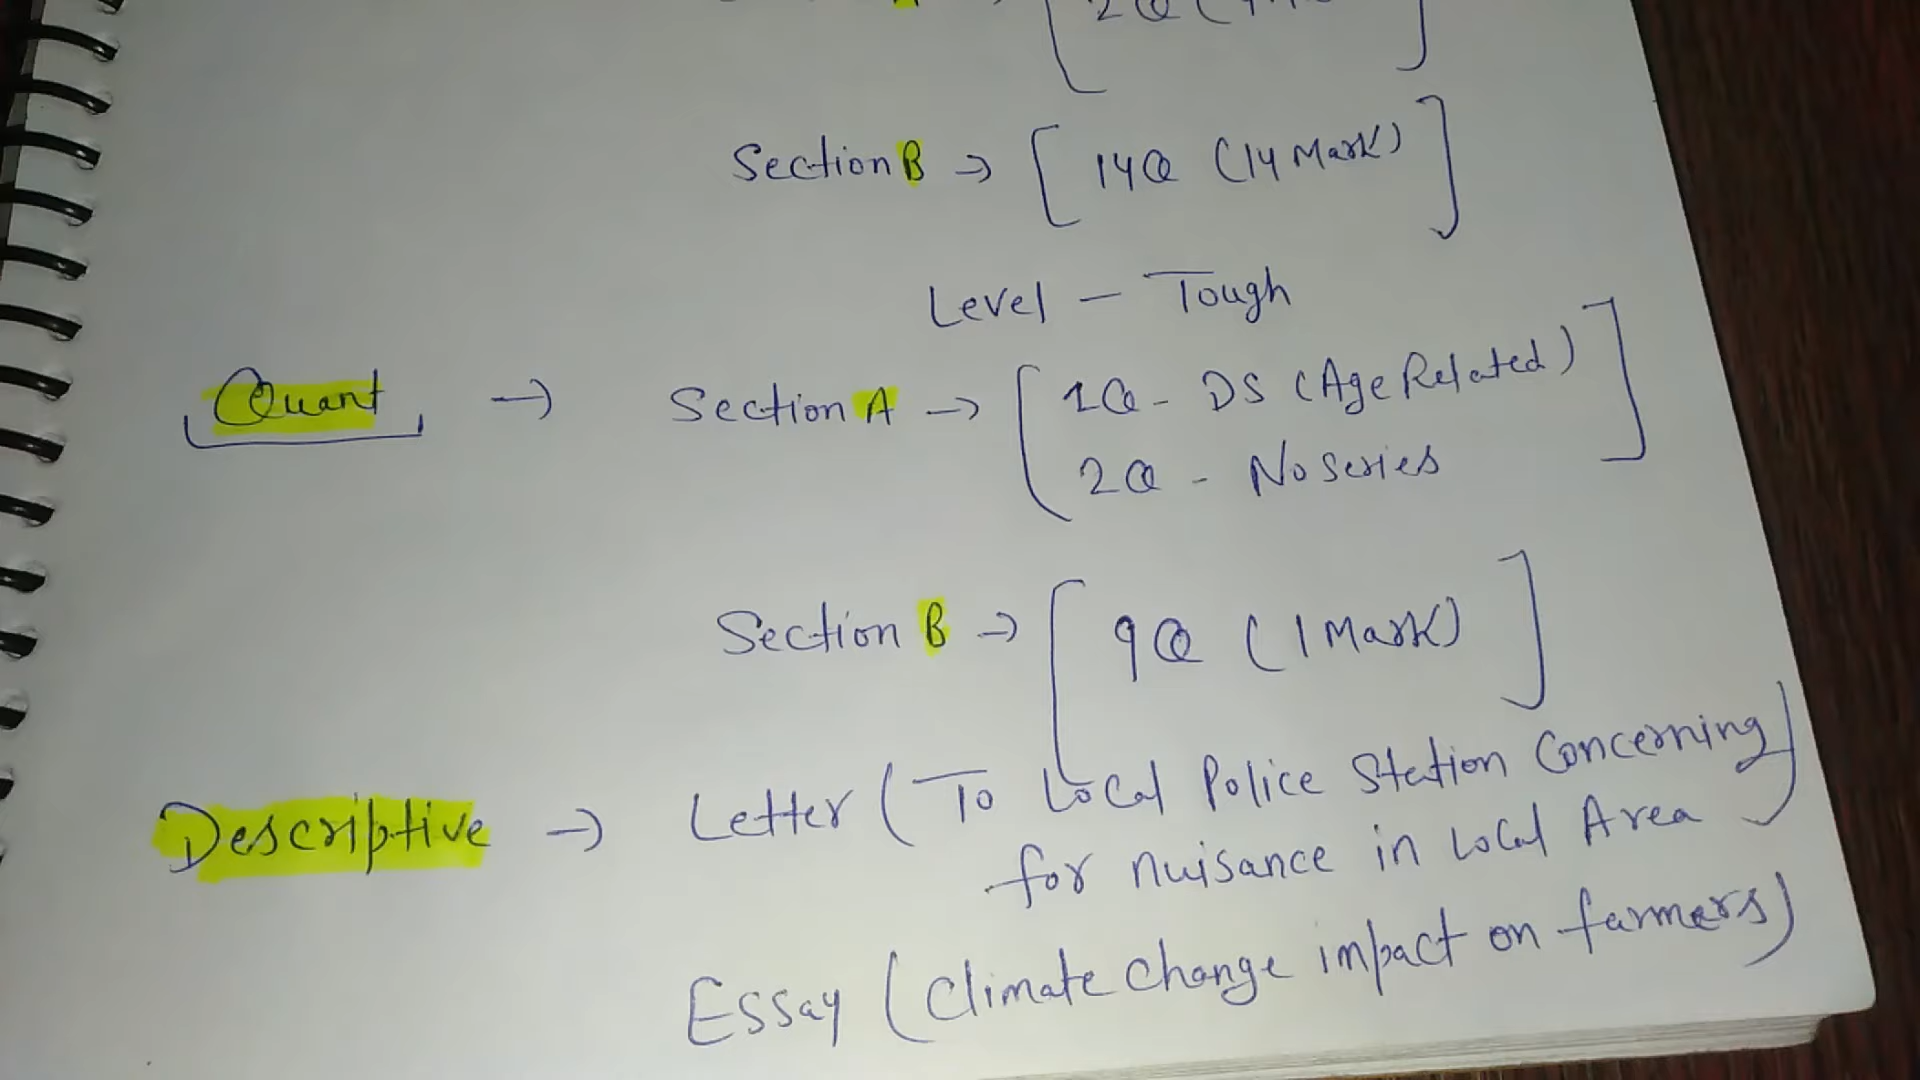 2Q (
Section B → [ 14Q (14 Mark) ]
Level - Tough
Quant → Section A → [ 1Q - DS (Age Related) ]
2Q - No series
Section B → [ 9Q (1 Mark) ]
Descriptive → Letter ( To Local Police Station Concerning
for nuisance in local Area )
Essay ( Climate change impact on farmers )